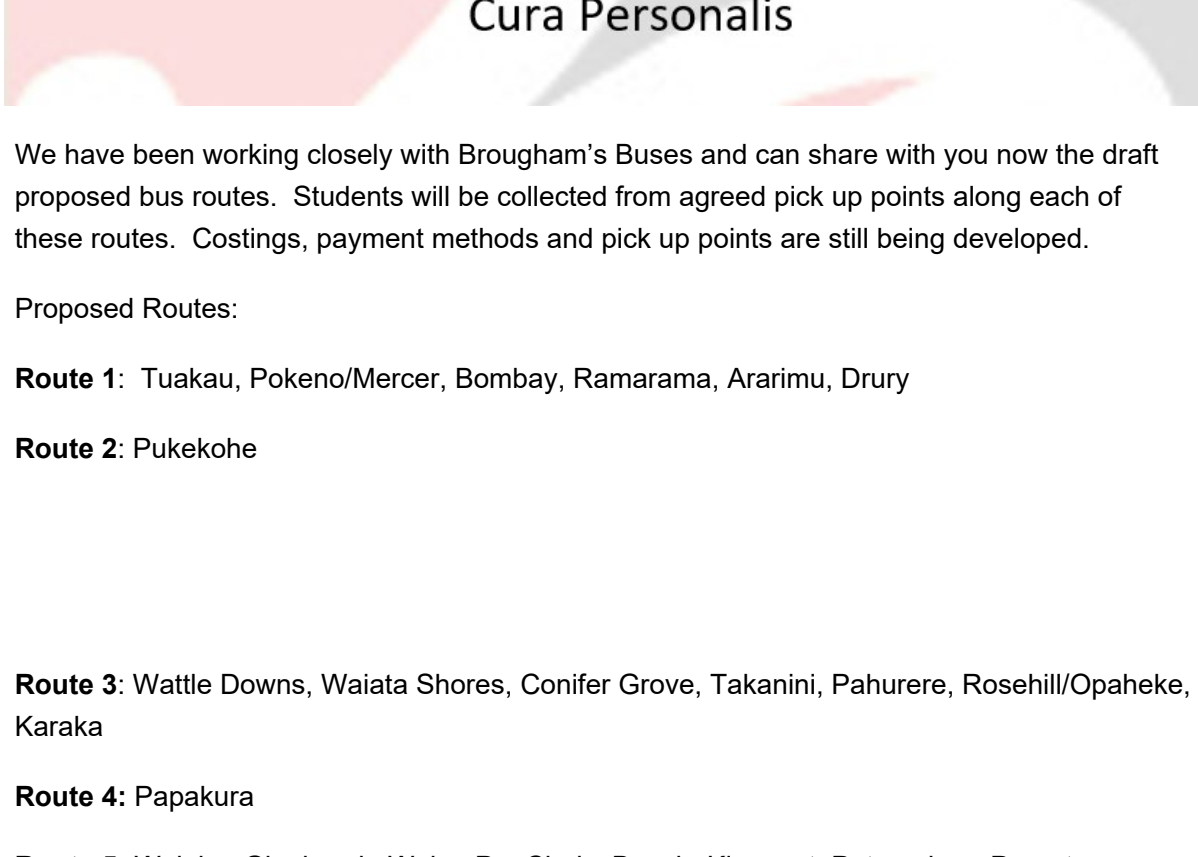 Cura Personalis
We have been working closely with Brougham’s Buses and can share with you now the draft
proposed bus routes.  Students will be collected from agreed pick up points along each of
these routes.  Costings, payment methods and pick up points are still being developed.
Proposed Routes:
Route 1:  Tuakau, Pokeno/Mercer, Bombay, Ramarama, Ararimu, Drury
Route 2: Pukekohe
Route 3: Wattle Downs, Waiata Shores, Conifer Grove, Takanini, Pahurere, Rosehill/Opaheke,
Karaka
Route 4: Papakura